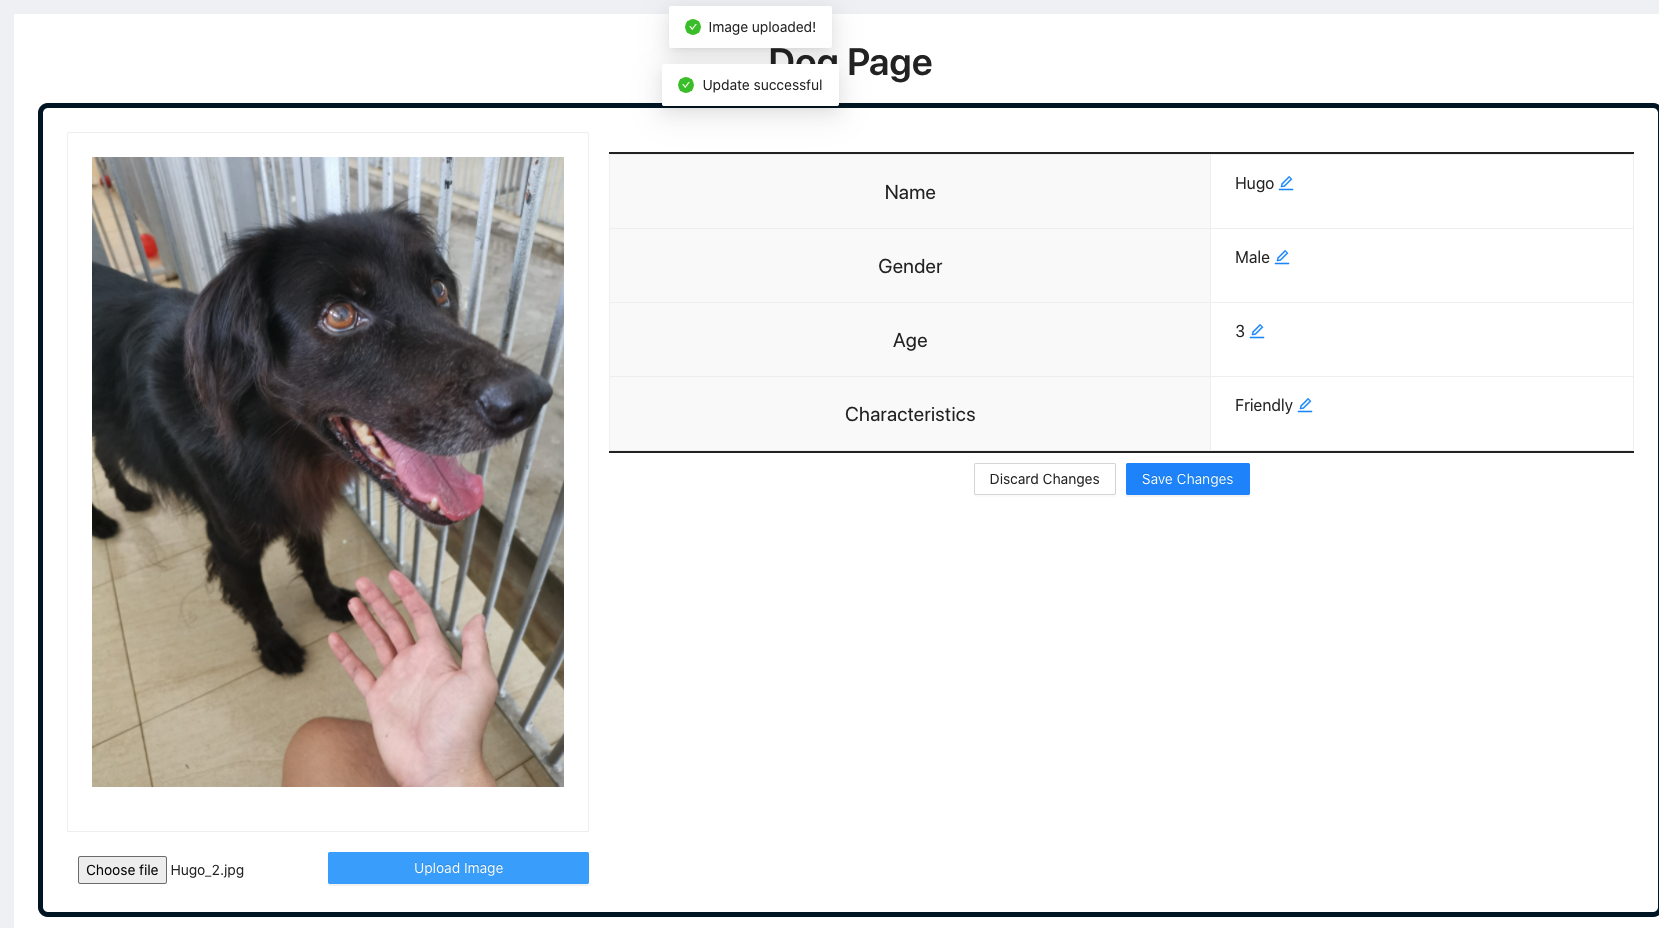 Image uploaded!
Dog Page
Update successful
Name
Hugo
Gender
Male
Age
3
Characteristics
Friendly
Discard Changes
Save Changes
Choose file
Hugo_2.jpg
Upload Image